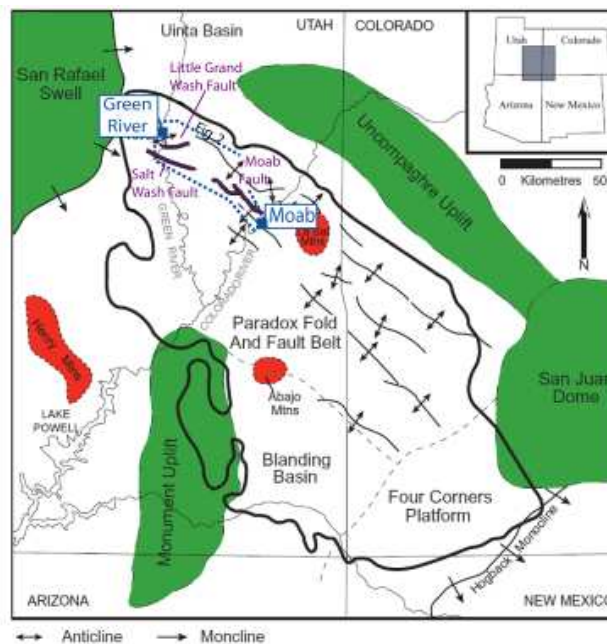 Uinta Basin
UTAH
COLORADO
San Rafael
Swell
Little Grand
Wash Fault
Green
River
Fig.2
Moab
Fault
Salt
Wash Fault
Moab
Mtns
GREEN
RIVER
COLORADO RIVER
Uncompaghre Uplift
Utah
Colorado
Arizona
New Mexico
0 Kilometres 50
N
Paradox Fold
And Fault Belt
Henry Mtns
LAKE
POWELL
Abajo
Mtns
San Juan
Dome
Monument Uplift
Blanding
Basin
Four Corners
Platform
Hogback Monocline
ARIZONA
NEW MEXICO
Anticline
Moncline